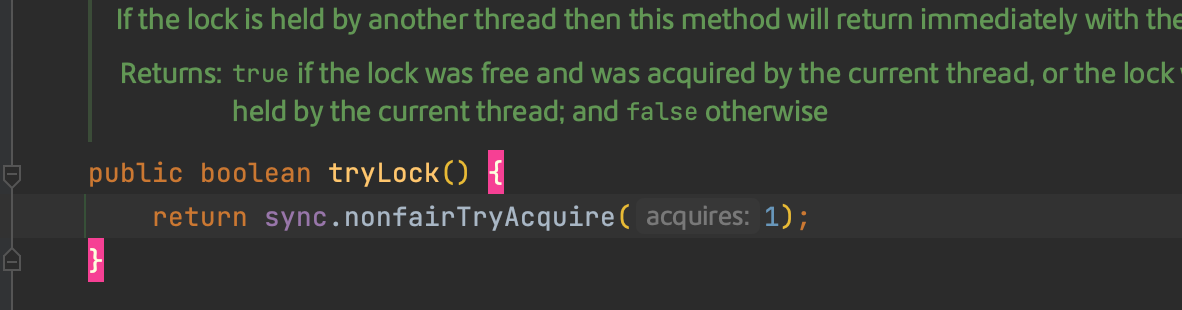 If the lock is held by another thread then this method will return immediately with the
Returns: true if the lock was free and was acquired by the current thread, or the lock
held by the current thread; and false otherwise
public boolean tryLock() {
return sync.nonfairTryAcquire( acquires: 1);
}